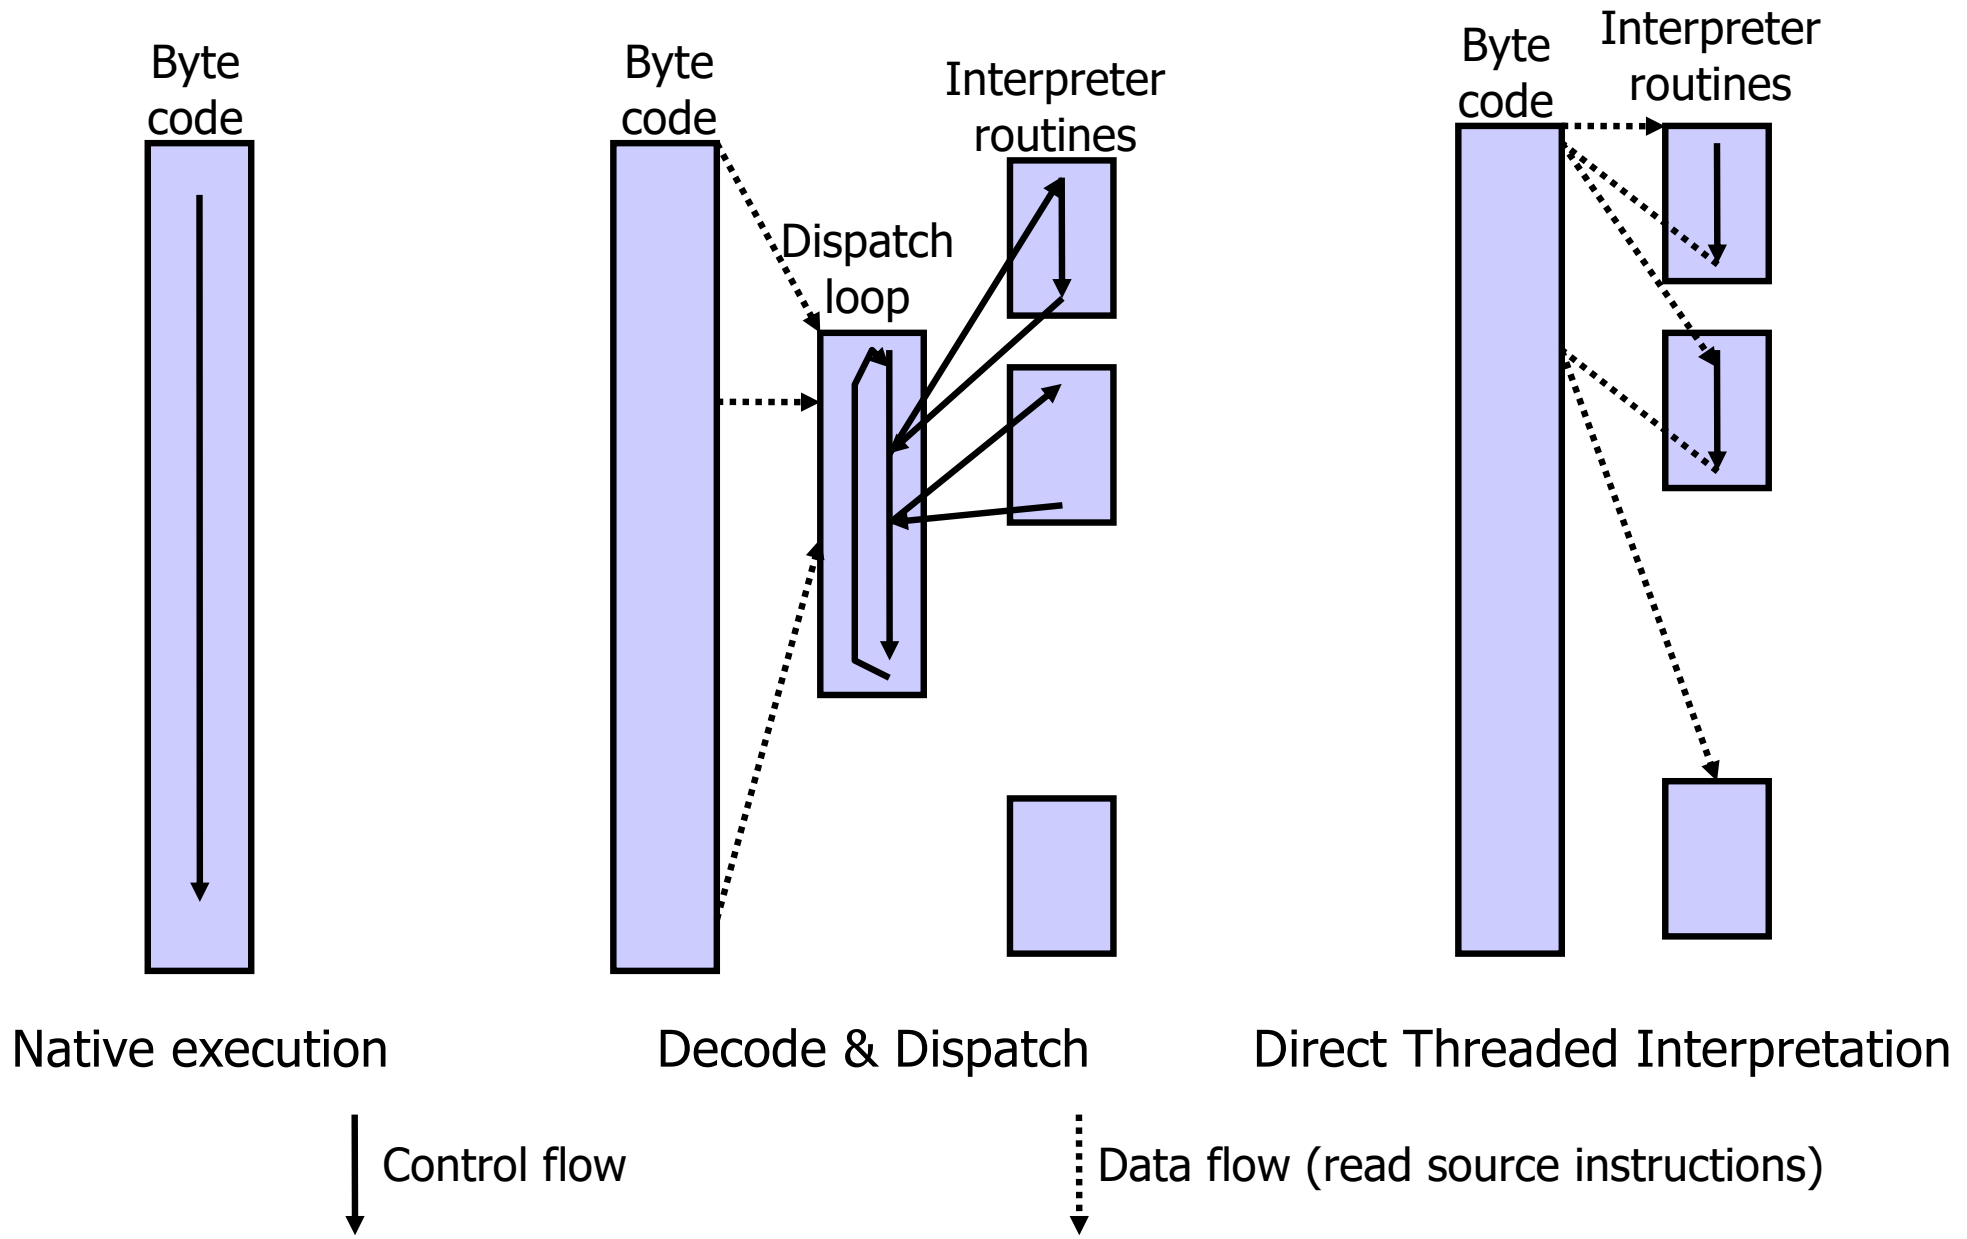 Byte
code
Byte
code
Interpreter
routines
Dispatch
loop
Byte
code
Interpreter
routines
Native execution
Decode & Dispatch
Direct Threaded Interpretation
Control flow
Data flow (read source instructions)